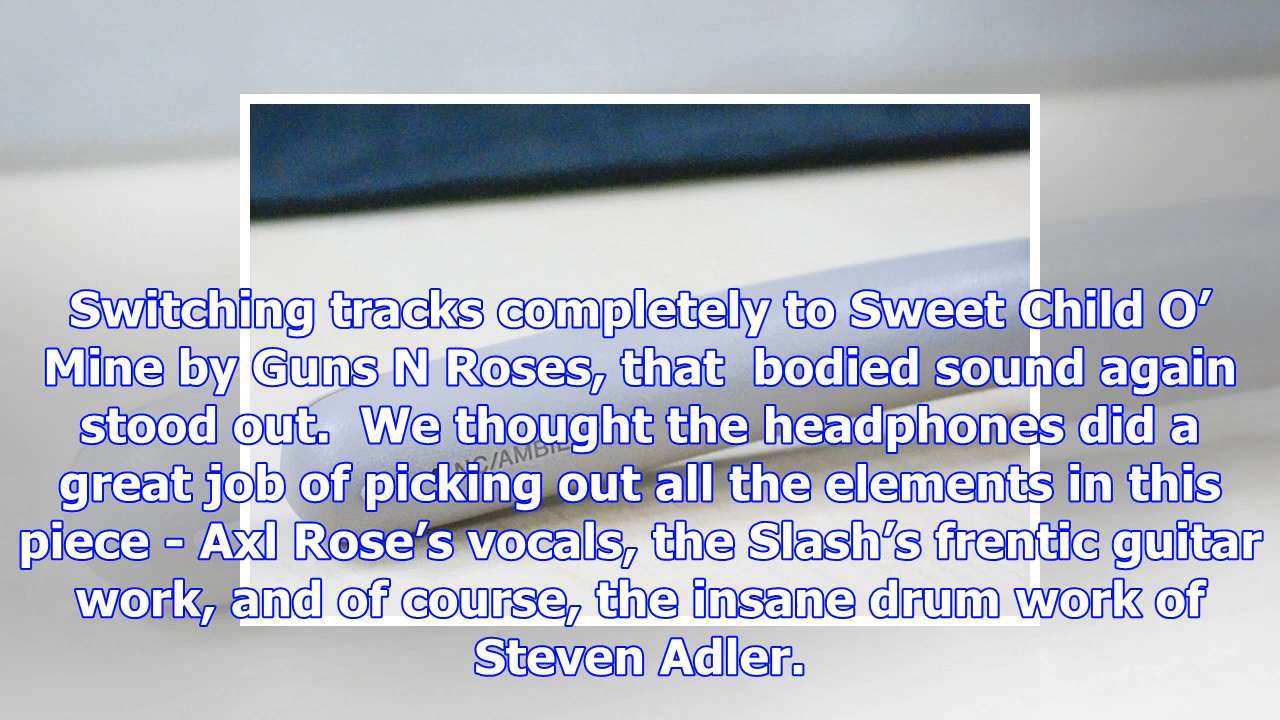 Switching tracks completely to Sweet Child O’
Mine by Guns N Roses, that  bodied sound again
stood out.  We thought the headphones did a
great job of picking out all the elements in this
piece - Axl Rose’s vocals, the Slash’s frentic guitar
work, and of course, the insane drum work of
Steven Adler.